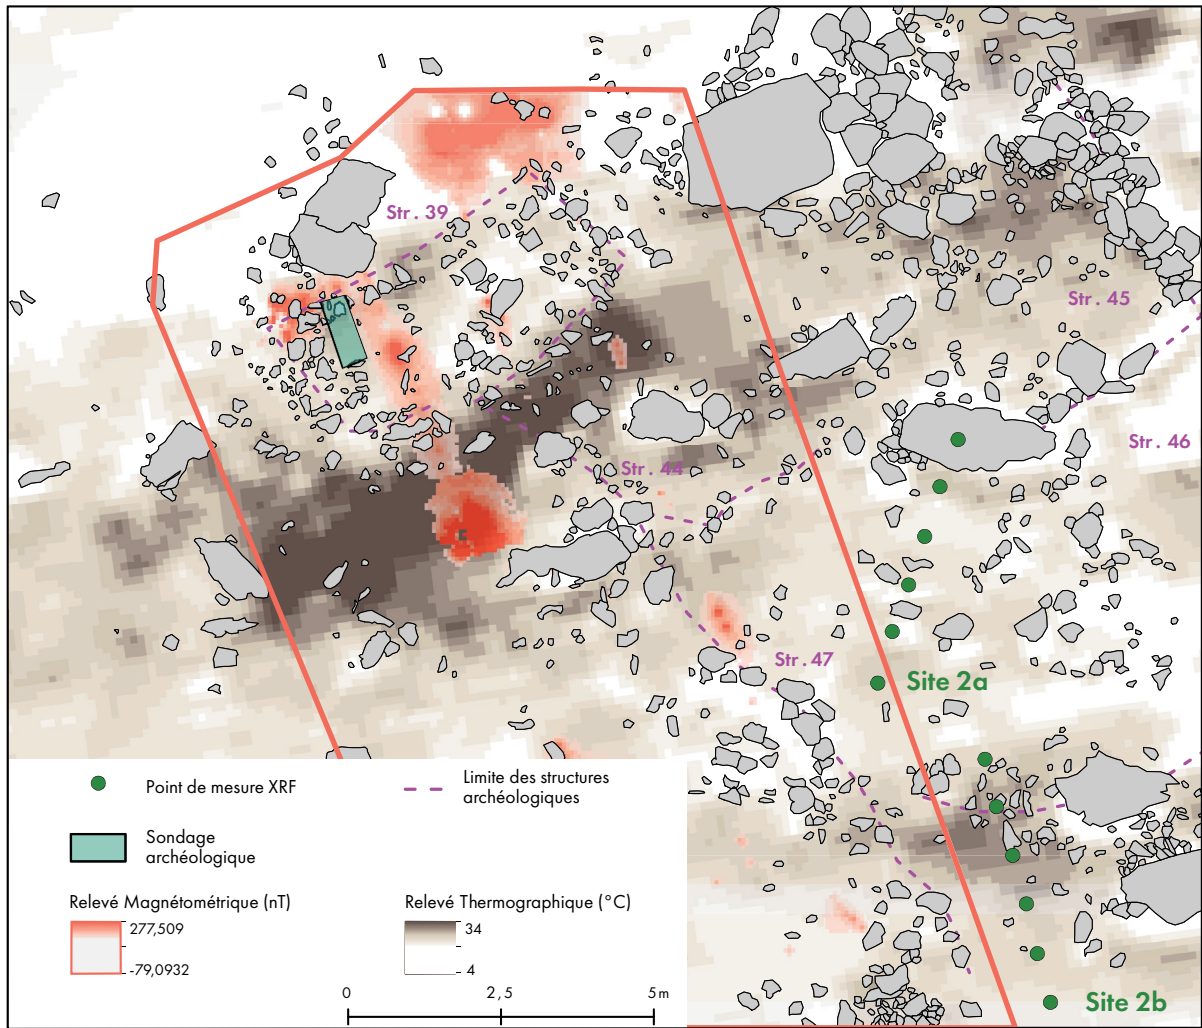 Str. 39
Str. 45
Str. 46
Str. 44
Str. 47
Site 2a
Point de mesure XRF
Limite des structures
archéologiques
Sondage
archéologique
Relevé Magnétométrique (nT)
277,509
-79,0932
Relevé Thermographique (°C)
34
4
0
2,5
5 m
Site 2b